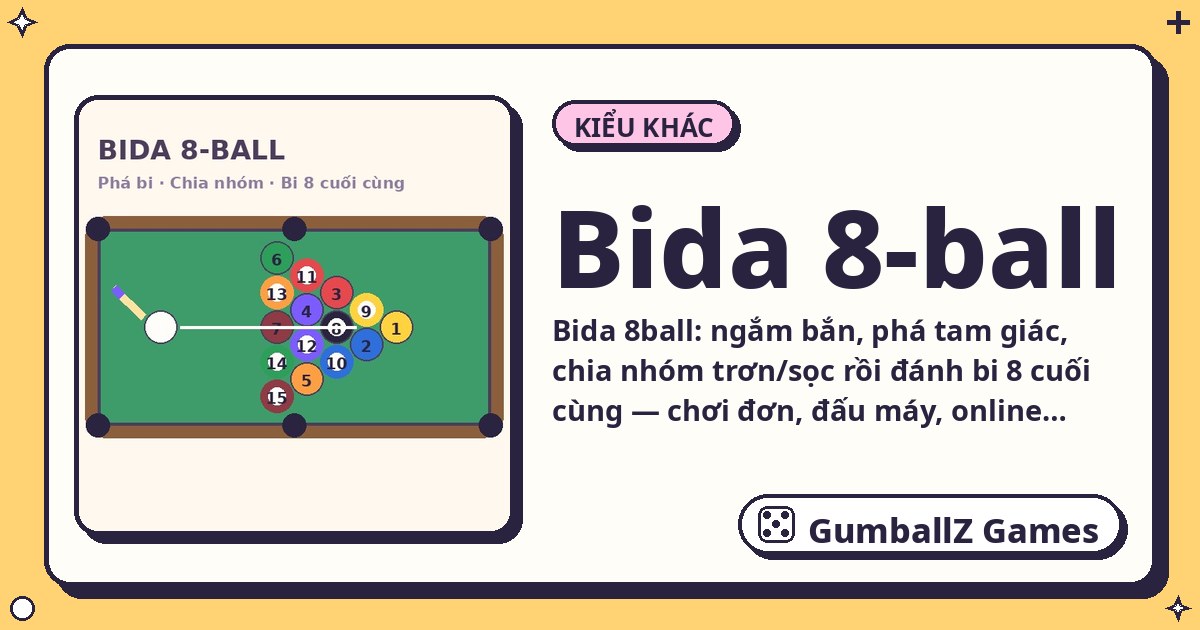 KIỂU KHÁC
BIDA 8-BALL
Phá bi · Chia nhóm · Bi 8 cuối cùng
6
11
13
3
4
9
7
8
1
12
2
14
10
5
15
Bida 8-ball
Bida 8ball: ngắm bắn, phá tam giác,
chia nhóm trơn/sọc rồi đánh bi 8 cuối
cùng — chơi đơn, đấu máy, online...
GumballZ Games